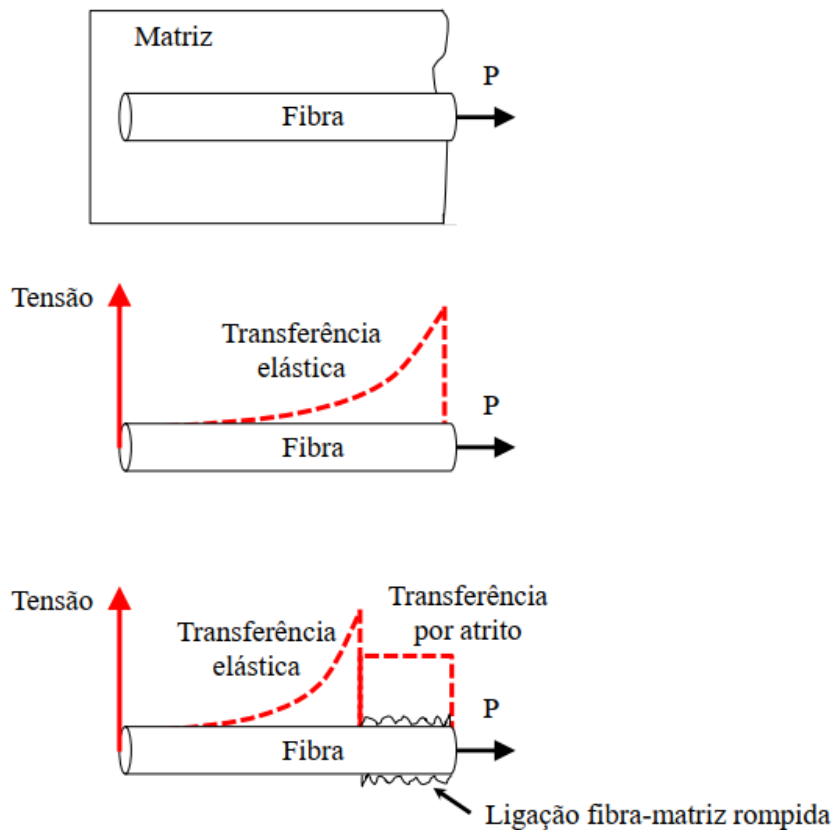 Matriz
P
Fibra
Tensão
Transferência
elástica
P
Fibra
Tensão
Transferência
elástica
Transferência
por atrito
P
Fibra
Ligação fibra-matriz rompida